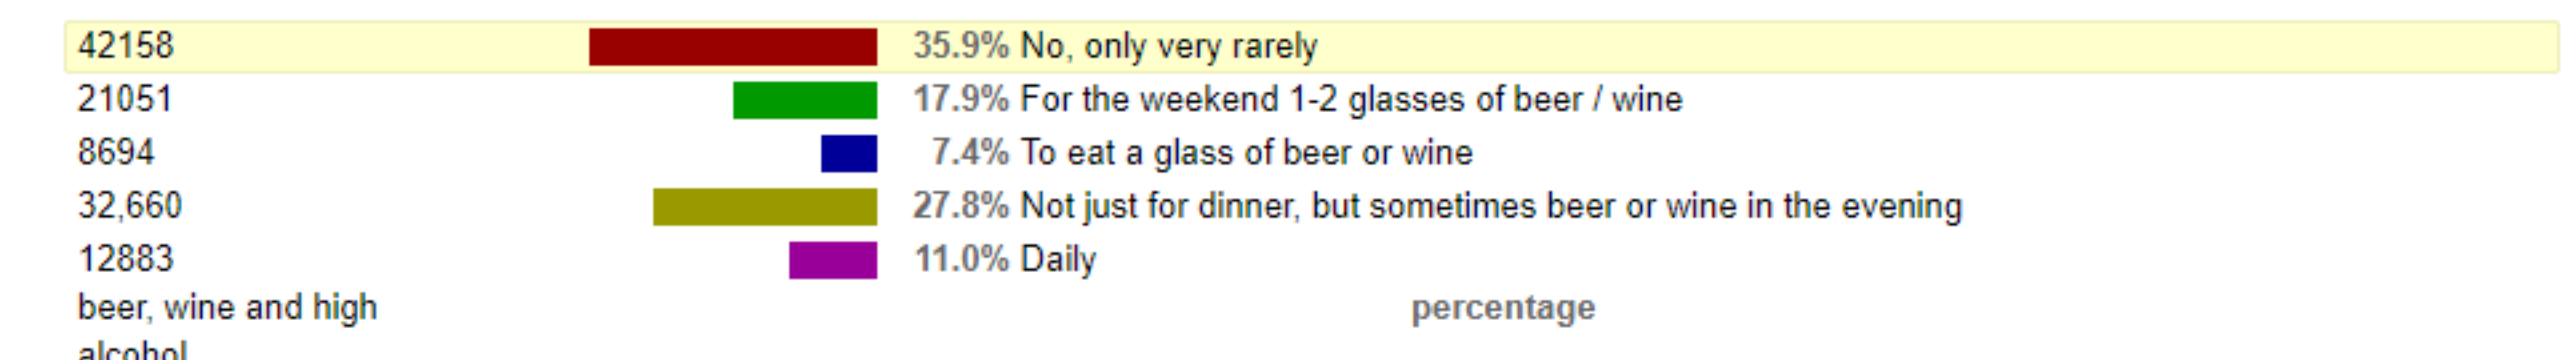 42158 35.9% No, only very rarely
21051 17.9% For the weekend 1-2 glasses of beer / wine
8694 7.4% To eat a glass of beer or wine
32,660 27.8% Not just for dinner, but sometimes beer or wine in the evening
12883 11.0% Daily
beer, wine and high percentage
alcohol